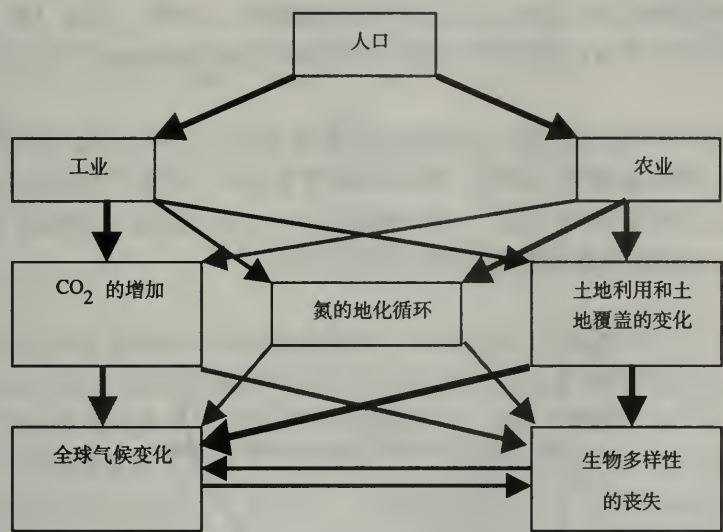 人口
工业
农业
CO2 的增加
氮的地化循环
土地利用和土
地覆盖的变化
全球气候变化
生物多样性
的丧失